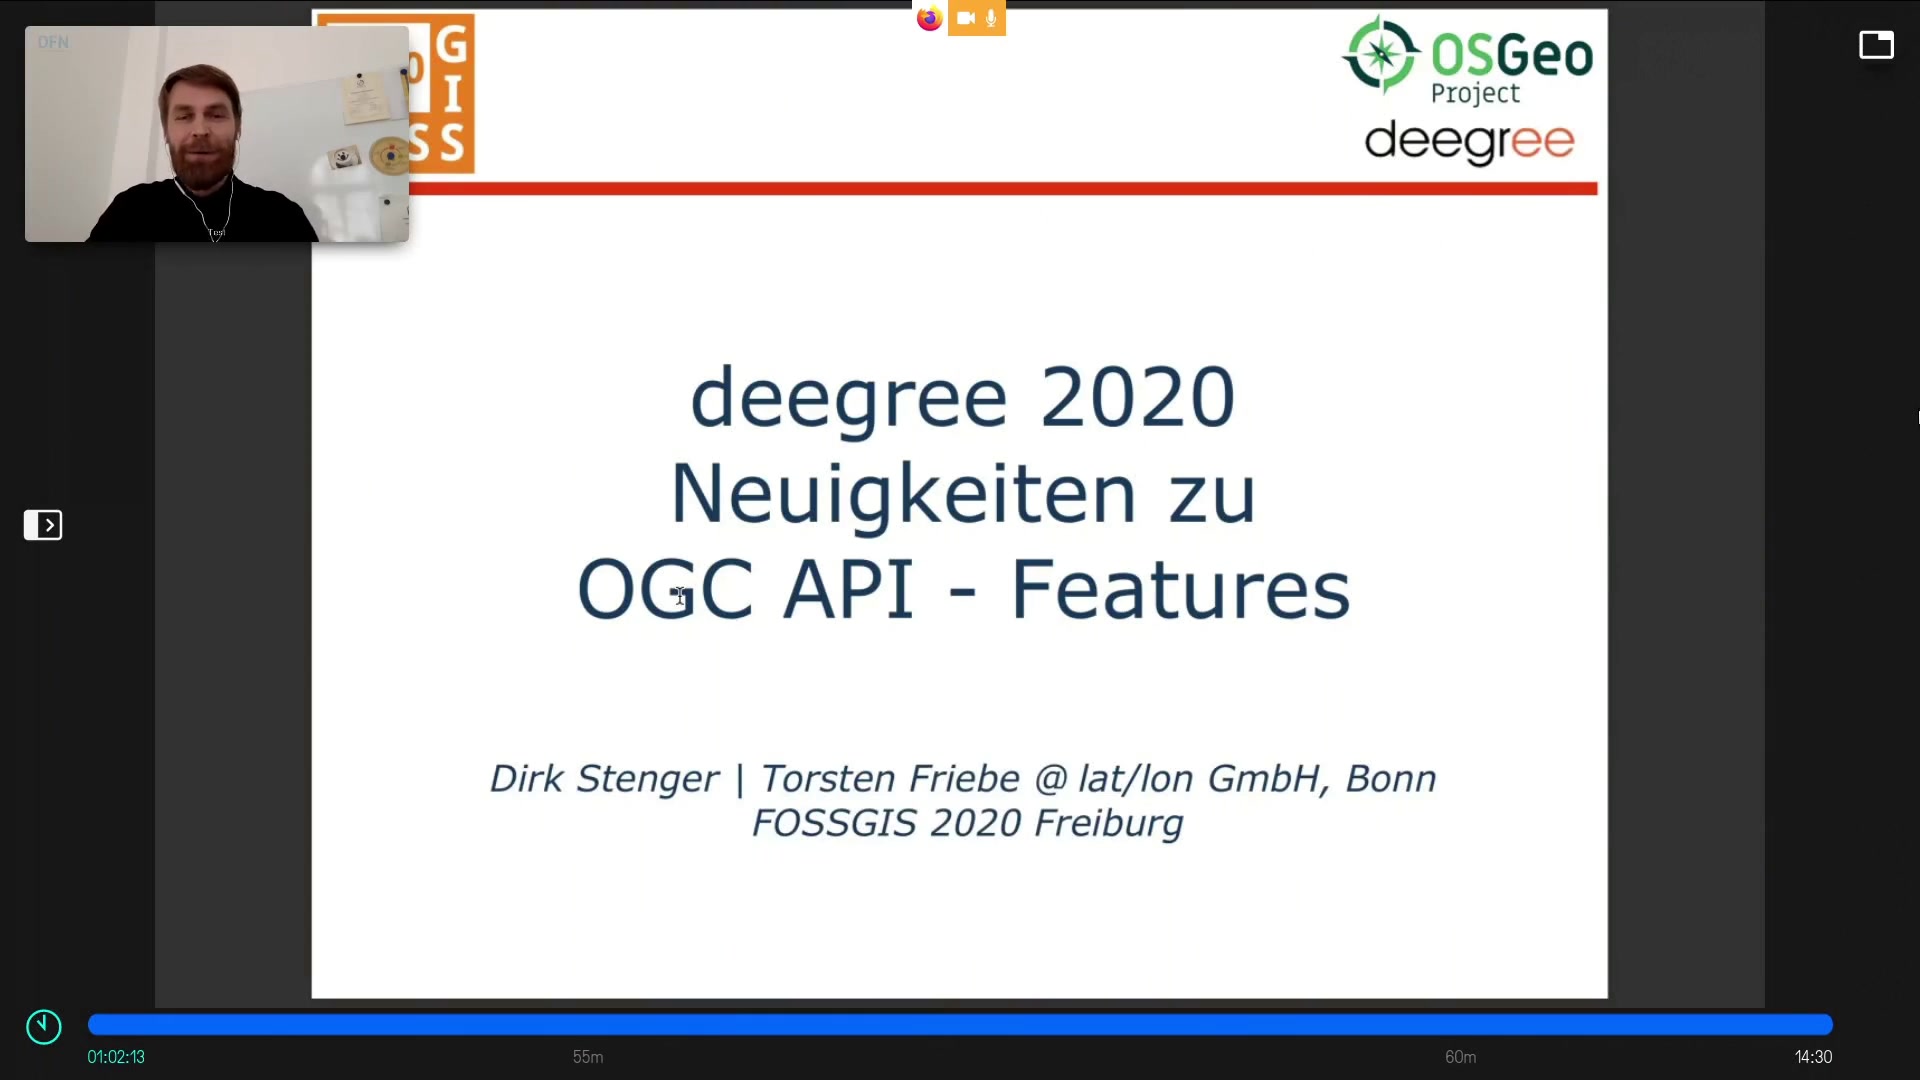 DFN
Test
G
I
S S
OSGeo
Project
deegree
deegree 2020
Neuigkeiten zu
OGC API - Features
Dirk Stenger | Torsten Friebe @ lat/lon GmbH, Bonn
FOSSGIS 2020 Freiburg
01:02:13
55m
60m
14:30